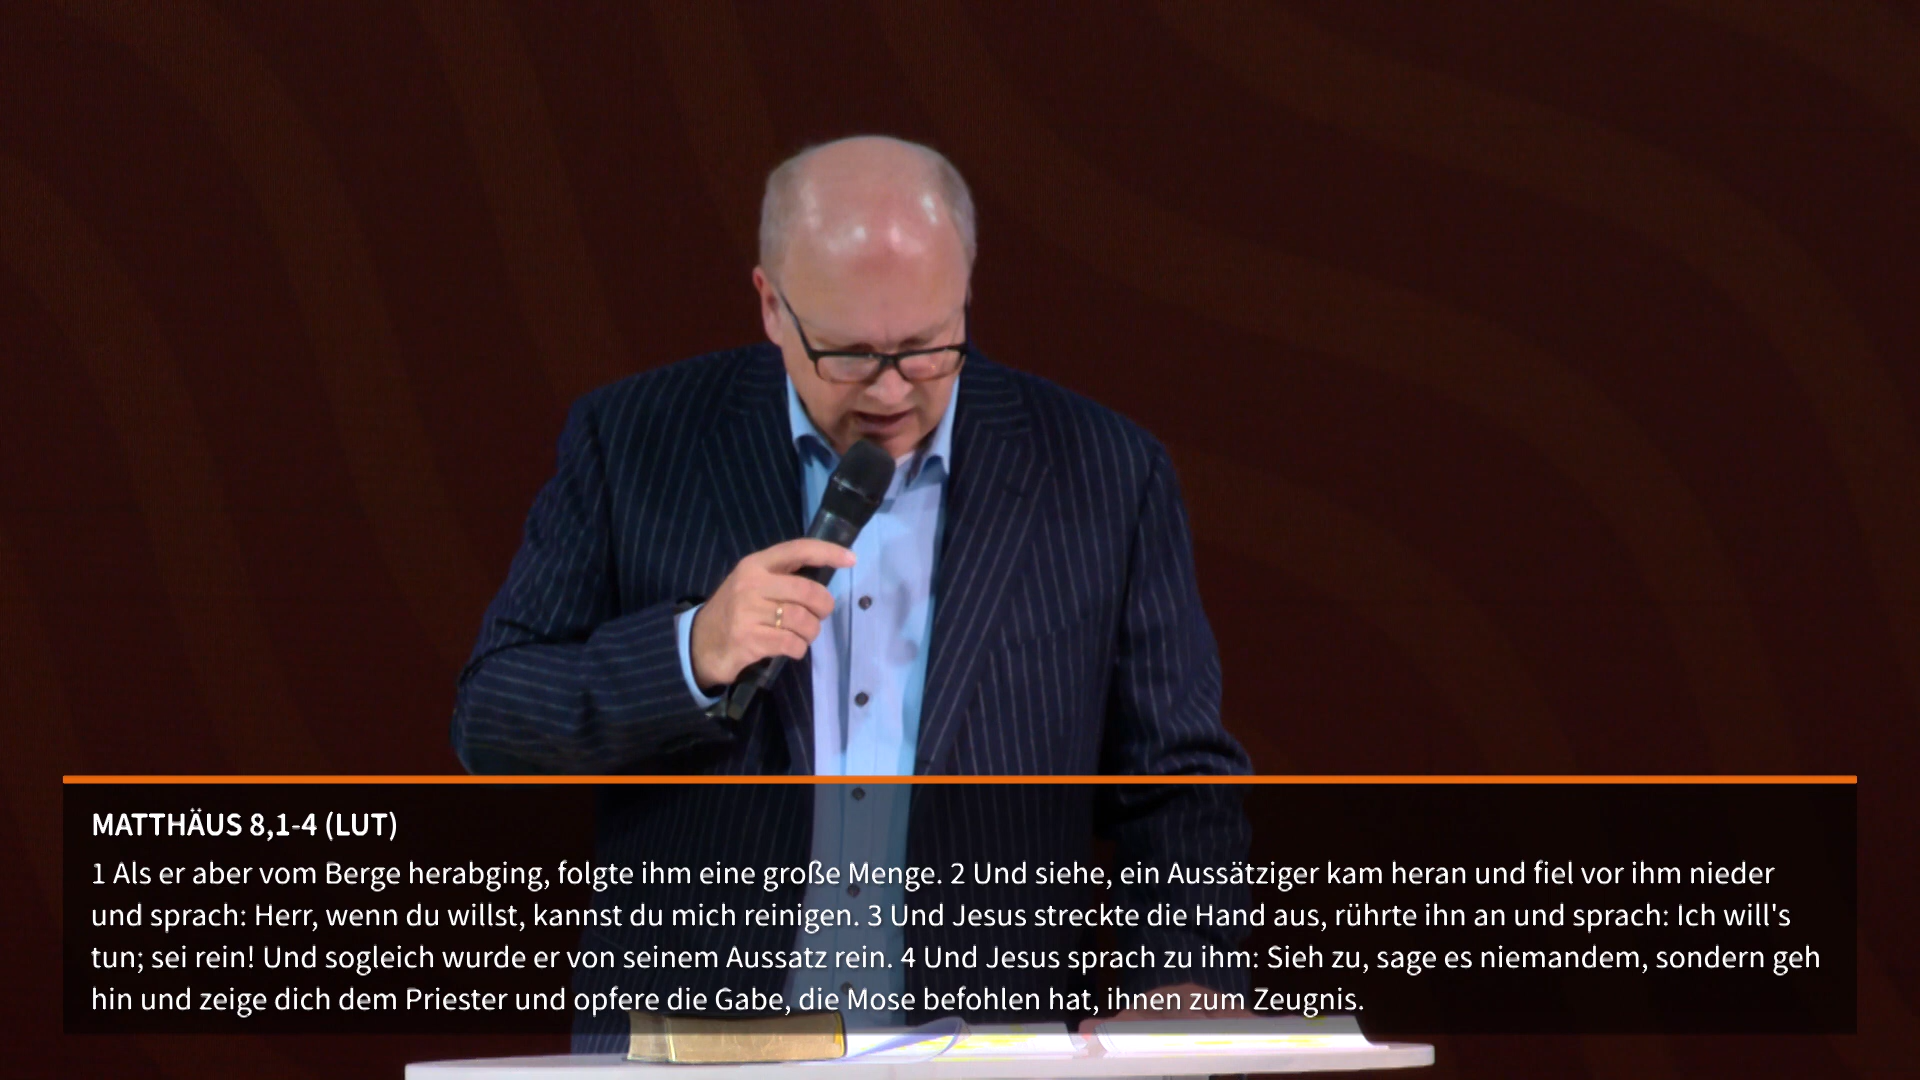 MATTHÄUS 8,1-4 (LUT)
1 Als er aber vom Berge herabging, folgte ihm eine große Menge. 2 Und siehe, ein Aussätziger kam heran und fiel vor ihm nieder
und sprach: Herr, wenn du willst, kannst du mich reinigen. 3 Und Jesus streckte die Hand aus, rührte ihn an und sprach: Ich will's
tun; sei rein! Und sogleich wurde er von seinem Aussatz rein. 4 Und Jesus sprach zu ihm: Sieh zu, sage es niemandem, sondern geh
hin und zeige dich dem Priester und opfere die Gabe, die Mose befohlen hat, ihnen zum Zeugnis.